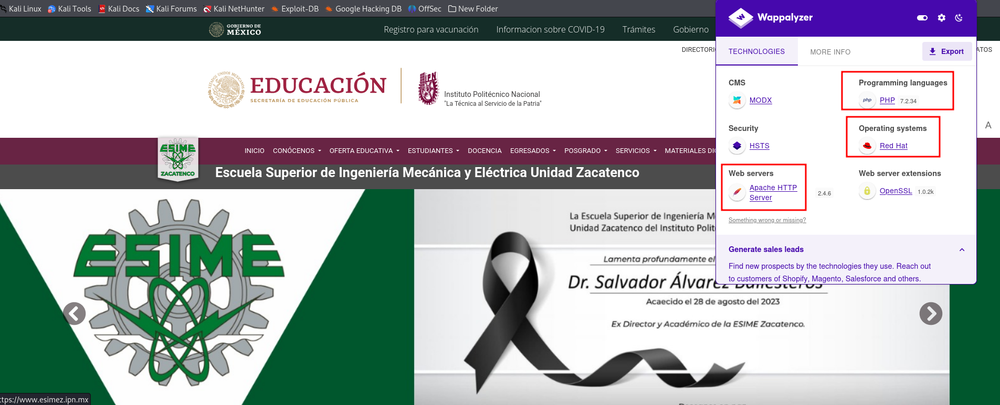 Kali Linux Kali Tools Kali Docs Kali Forums Kali NetHunter Exploit-DB Google Hacking DB OffSec New Folder
GOBIERNO DE
MÉXICO
Registro para vacunación Informacion sobre COVID-19 Trámites Gobierno
DIRECTORI
ATOS
EDUCACIÓN
SECRETARÍA DE EDUCACIÓN PÚBLICA
ESTADOS UNIDOS MEXICANOS
IPN
Instituto Politécnico Nacional
"La Técnica al Servicio de la Patria"
A
ESIME
ZACATENCO
INICIO CONÓCENOS OFERTA EDUCATIVA ESTUDIANTES DOCENCIA EGRESADOS POSGRADO SERVICIOS MATERIALES DIG
Escuela Superior de Ingeniería Mecánica y Eléctrica Unidad Zacatenco
ESIME
La Escuela Superior de Ingeniería M
Unidad Zacatenco del Instituto Polit
Lamenta profundamente el
Dr. Salvador Álvarez Ballesteros
Acaecido el 28 de agosto del 2023
Ex Director y Académico de la ESIME Zacatenco.
ttps://www.esimez.ipn.mx
Wappalyzer
TECHNOLOGIES MORE INFO Export
CMS
MODX
Programming languages
php PHP 7.2.34
Security
HSTS
Operating systems
Red Hat
Web servers
Apache HTTP
Server 2.4.6
Web server extensions
OpenSSL 1.0.2k
Something wrong or missing?
Generate sales leads
Find new prospects by the technologies they use. Reach out
to customers of Shopify, Magento, Salesforce and others.